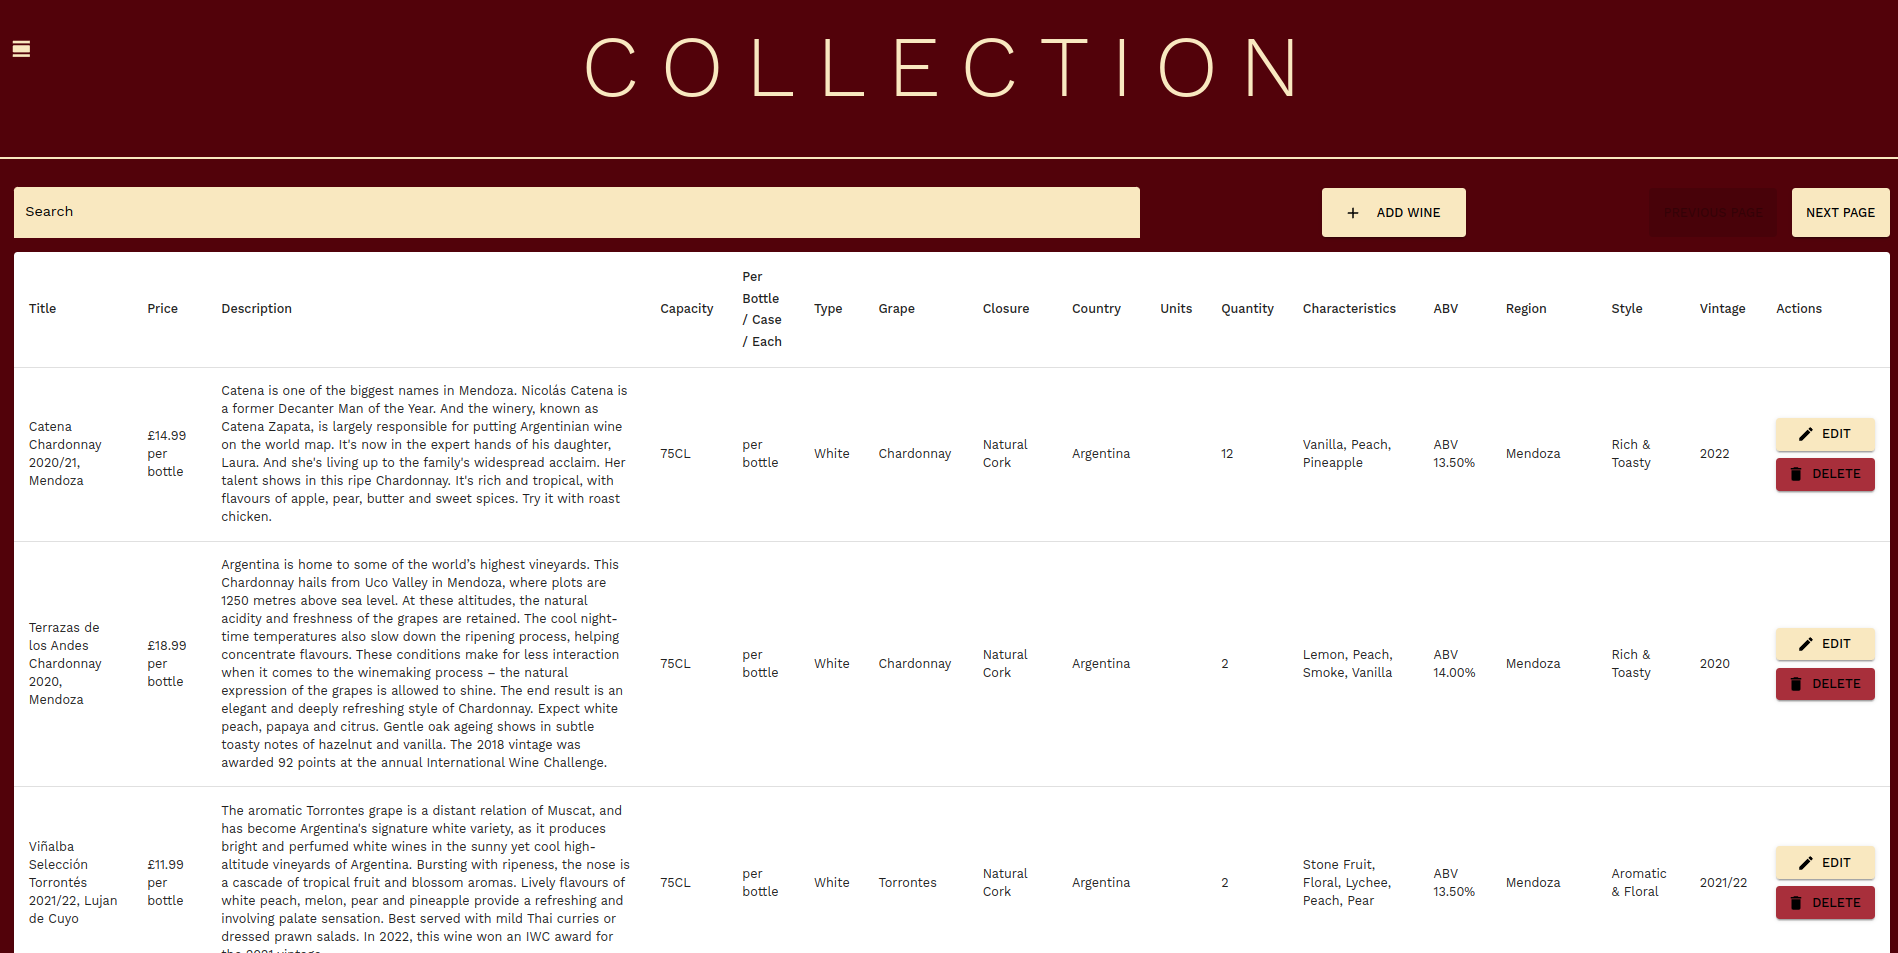 COLLECTION
Search
ADD WINE
PREVIOUS PAGE
NEXT PAGE
Title
Price
Description
Capacity
Per
Bottle
/ Case
/ Each
Type
Grape
Closure
Country
Units
Quantity
Characteristics
ABV
Region
Style
Vintage
Actions
Catena
Chardonnay
2020/21,
Mendoza
£14.99
per
bottle
Catena is one of the biggest names in Mendoza. Nicolás Catena is
a former Decanter Man of the Year. And the winery, known as
Catena Zapata, is largely responsible for putting Argentinian wine
on the world map. It's now in the expert hands of his daughter,
Laura. And she's living up to the family's widespread acclaim. Her
talent shows in this ripe Chardonnay. It's rich and tropical, with
flavours of apple, pear, butter and sweet spices. Try it with roast
chicken.
75CL
per
bottle
White
Chardonnay
Natural
Cork
Argentina
12
Vanilla, Peach,
Pineapple
ABV
13.50%
Mendoza
Rich &
Toasty
2022
EDIT
DELETE
Terrazas de
los Andes
Chardonnay
2020,
Mendoza
£18.99
per
bottle
Argentina is home to some of the world’s highest vineyards. This
Chardonnay hails from Uco Valley in Mendoza, where plots are
1250 metres above sea level. At these altitudes, the natural
acidity and freshness of the grapes are retained. The cool night-
time temperatures also slow down the ripening process, helping
concentrate flavours. These conditions make for less interaction
when it comes to the winemaking process – the natural
expression of the grapes is allowed to shine. The end result is an
elegant and deeply refreshing style of Chardonnay. Expect white
peach, papaya and citrus. Gentle oak ageing shows in subtle
toasty notes of hazelnut and vanilla. The 2018 vintage was
awarded 92 points at the annual International Wine Challenge.
75CL
per
bottle
White
Chardonnay
Natural
Cork
Argentina
2
Lemon, Peach,
Smoke, Vanilla
ABV
14.00%
Mendoza
Rich &
Toasty
2020
EDIT
DELETE
Viñalba
Selección
Torrontés
2021/22, Lujan
de Cuyo
£11.99
per
bottle
The aromatic Torrontes grape is a distant relation of Muscat, and
has become Argentina's signature white variety, as it produces
bright and perfumed white wines in the sunny yet cool high-
altitude vineyards of Argentina. Bursting with ripeness, the nose is
a cascade of tropical fruit and blossom aromas. Lively flavours of
white peach, melon, pear and pineapple provide a refreshing and
involving palate sensation. Best served with mild Thai curries or
dressed prawn salads. In 2022, this wine won an IWC award for
the 2021 vintage.
75CL
per
bottle
White
Torrontes
Natural
Cork
Argentina
2
Stone Fruit,
Floral, Lychee,
Peach, Pear
ABV
13.50%
Mendoza
Aromatic
& Floral
2021/22
EDIT
DELETE